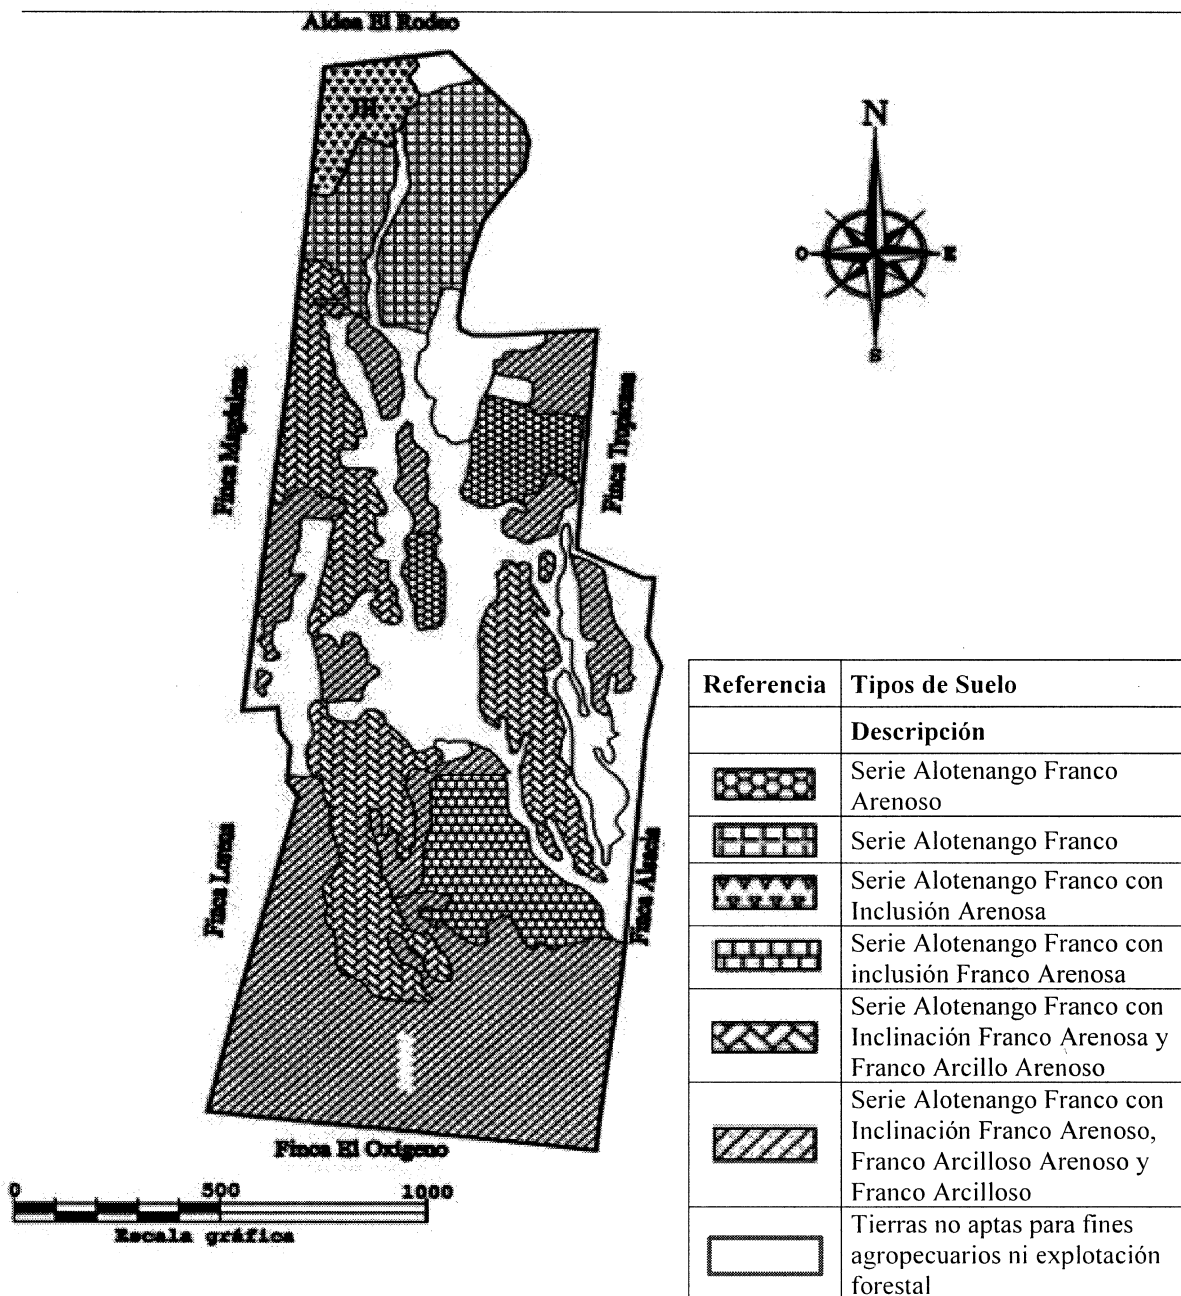 Aldea El Rodeo
III
N
O
E
S
Finca Magdalena
Finca Tropicana
Finca Lorena
Finca Alsacia
Finca El Oxígeno
0 500 1000
Escala gráfica
Referencia Tipos de Suelo
Descripción
Serie Alotenango Franco
Arenoso
Serie Alotenango Franco
Serie Alotenango Franco con
Inclusión Arenosa
Serie Alotenango Franco con
inclusión Franco Arenosa
Serie Alotenango Franco con
Inclinación Franco Arenosa y
Franco Arcillo Arenoso
Serie Alotenango Franco con
Inclinación Franco Arenoso,
Franco Arcilloso Arenoso y
Franco Arcilloso
Tierras no aptas para fines
agropecuarios ni explotación
forestal